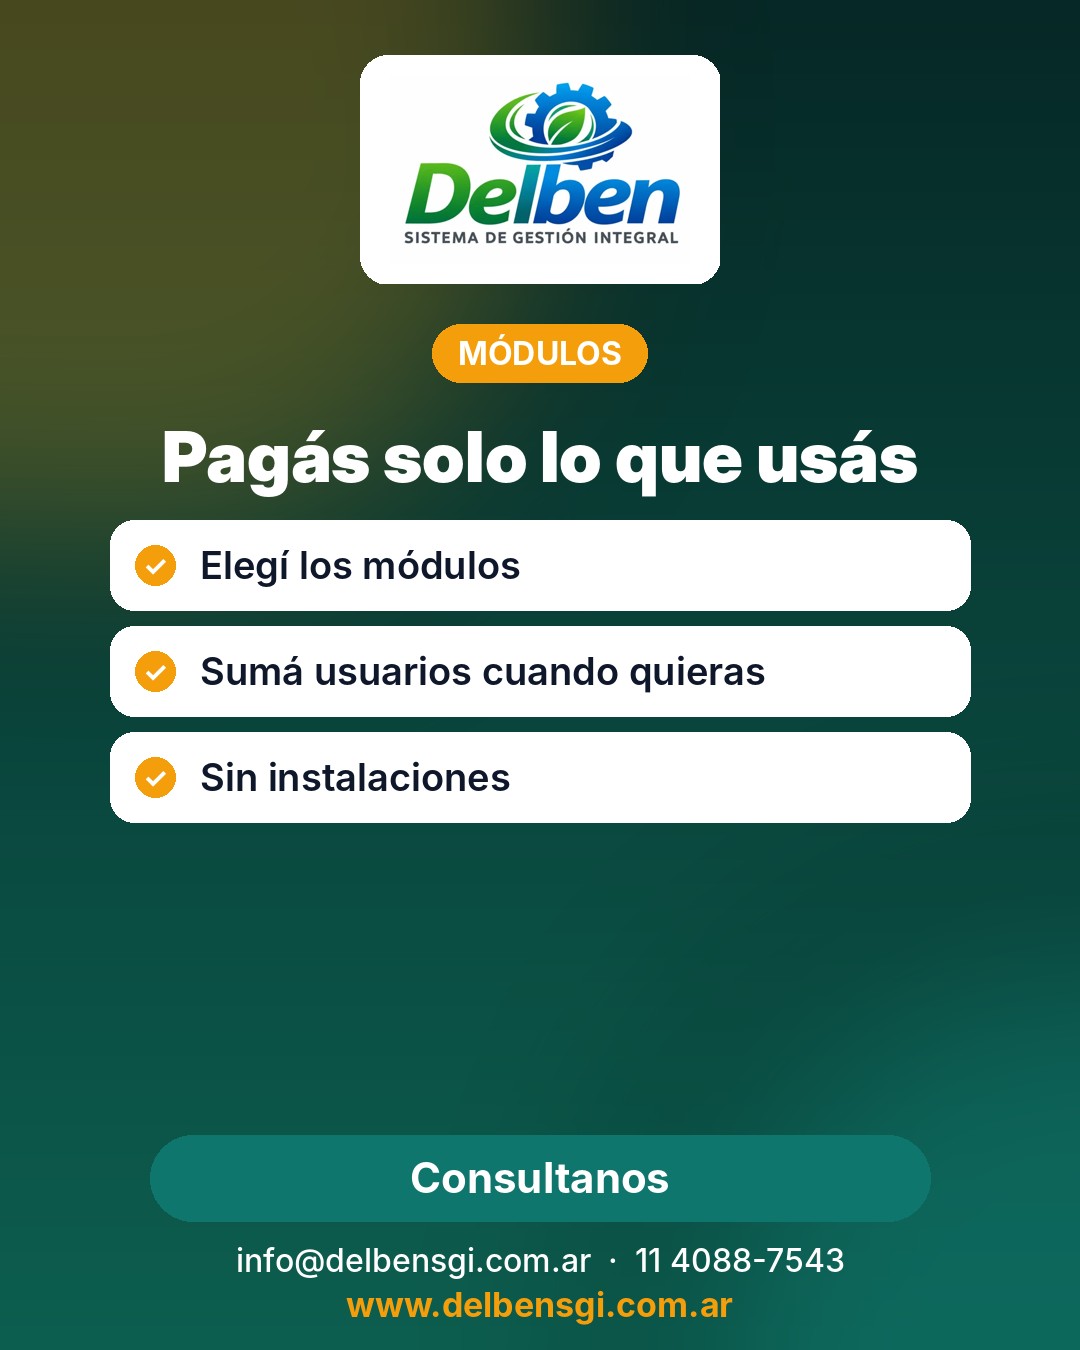 Delben
SISTEMA DE GESTIÓN INTEGRAL
MÓDULOS
Pagás solo lo que usás
Elegí los módulos
Sumá usuarios cuando quieras
Sin instalaciones
Consultanos
info@delbensgi.com.ar · 11 4088-7543
www.delbensgi.com.ar